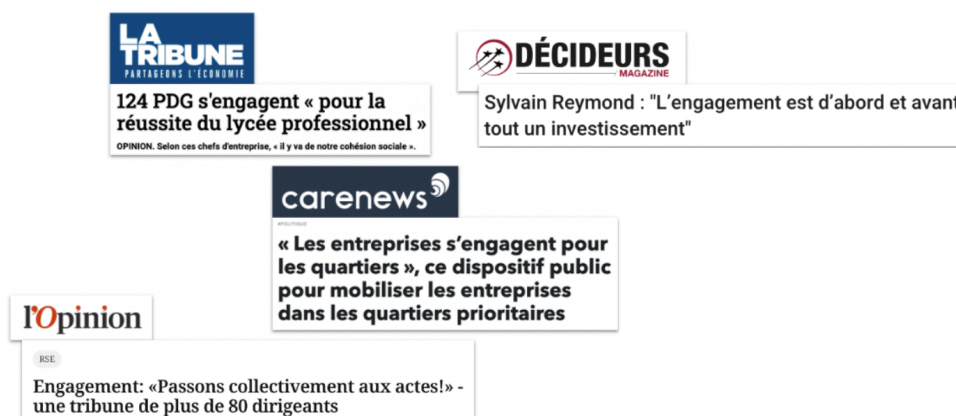 LA
TRIBUNE
PARTAGEONS L'ÉCONOMIE
124 PDG s'engagent « pour la
réussite du lycée professionnel »
OPINION. Selon ces chefs d'entreprise, « il y va de notre cohésion sociale ».
DÉCIDEURS
MAGAZINE
Sylvain Reymond : "L'engagement est d'abord et avant
tout un investissement"
carenews
#POLITIQUE
« Les entreprises s'engagent pour
les quartiers », ce dispositif public
pour mobiliser les entreprises
dans les quartiers prioritaires
l'Opinion
RSE
Engagement: «Passons collectivement aux actes!» -
une tribune de plus de 80 dirigeants